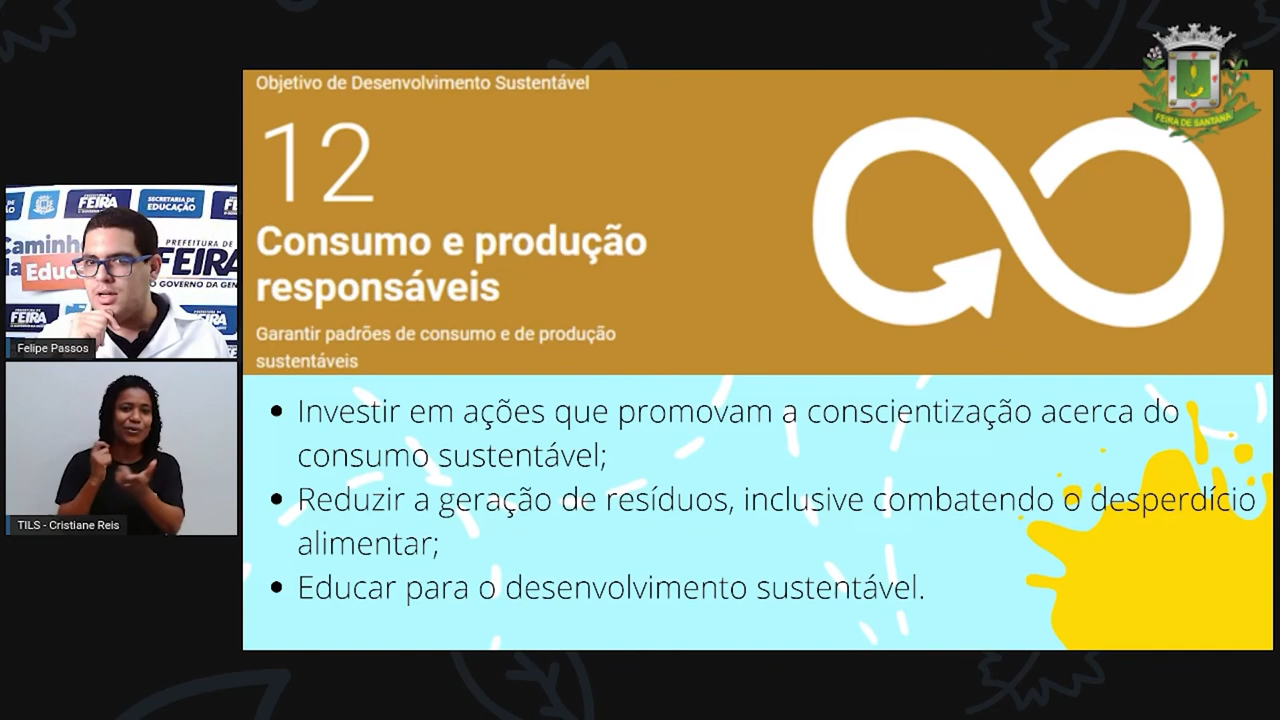 Objetivo de Desenvolvimento Sustentável
12
Consumo e produção
responsáveis
Garantir padrões de consumo e de produção
sustentáveis
FEIRA DE SANTANA
• Investir em ações que promovam a conscientização acerca do
consumo sustentável;
• Reduzir a geração de resíduos, inclusive combatendo o desperdício
alimentar;
• Educar para o desenvolvimento sustentável.
FEIRA
SECRETARIA DE
EDUCAÇÃO
PREFEITURA DE
FEIRA
O GOVERNO DA GEN
Caminh
Educ
FEIRA
Felipe Passos
TILS - Cristiane Reis